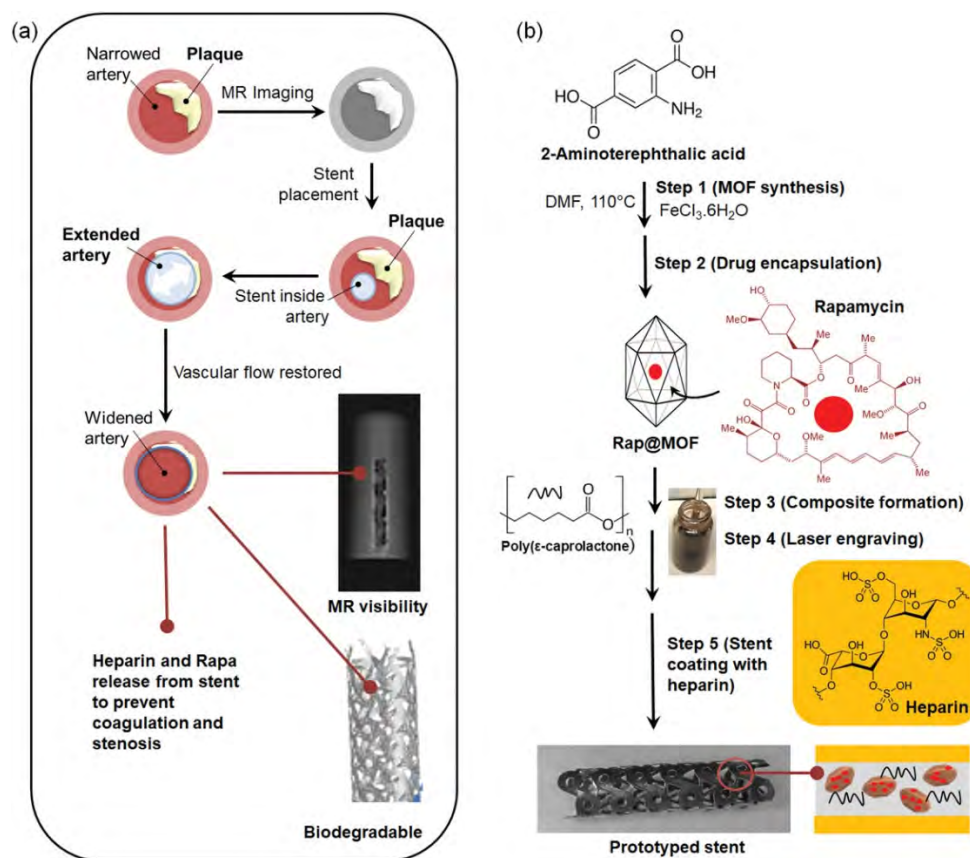 (a)
Narrowed
artery
Plaque
MR Imaging
Stent
placement
Plaque
Stent inside
artery
Extended
artery
Vascular flow restored
Widened
artery
MR visibility
Heparin and Rapa
release from stent
to prevent
coagulation and
stenosis
Biodegradable
(b)
O
OH
HO
O
NH2
2-Aminoterephthalic acid
DMF, 110°C
Step 1 (MOF synthesis)
FeCl3.6H2O
Step 2 (Drug encapsulation)
Rapamycin
HO
MeO
Me
Me
Me
O
O
N
O
O
O
OH
MeO
O
HO
O
Me
OMe
Me
Me
Me
Rap@MOF
O
O
n
Poly(ε-caprolactone)
Step 3 (Composite formation)
Step 4 (Laser engraving)
Step 5 (Stent
coating with
heparin)
HO
S
O
O
O
O
OH
O
HO
O
HN
OH
S
O
O
O
HO
OH
O
O
O
OH
S
O
O
Heparin
Prototyped stent